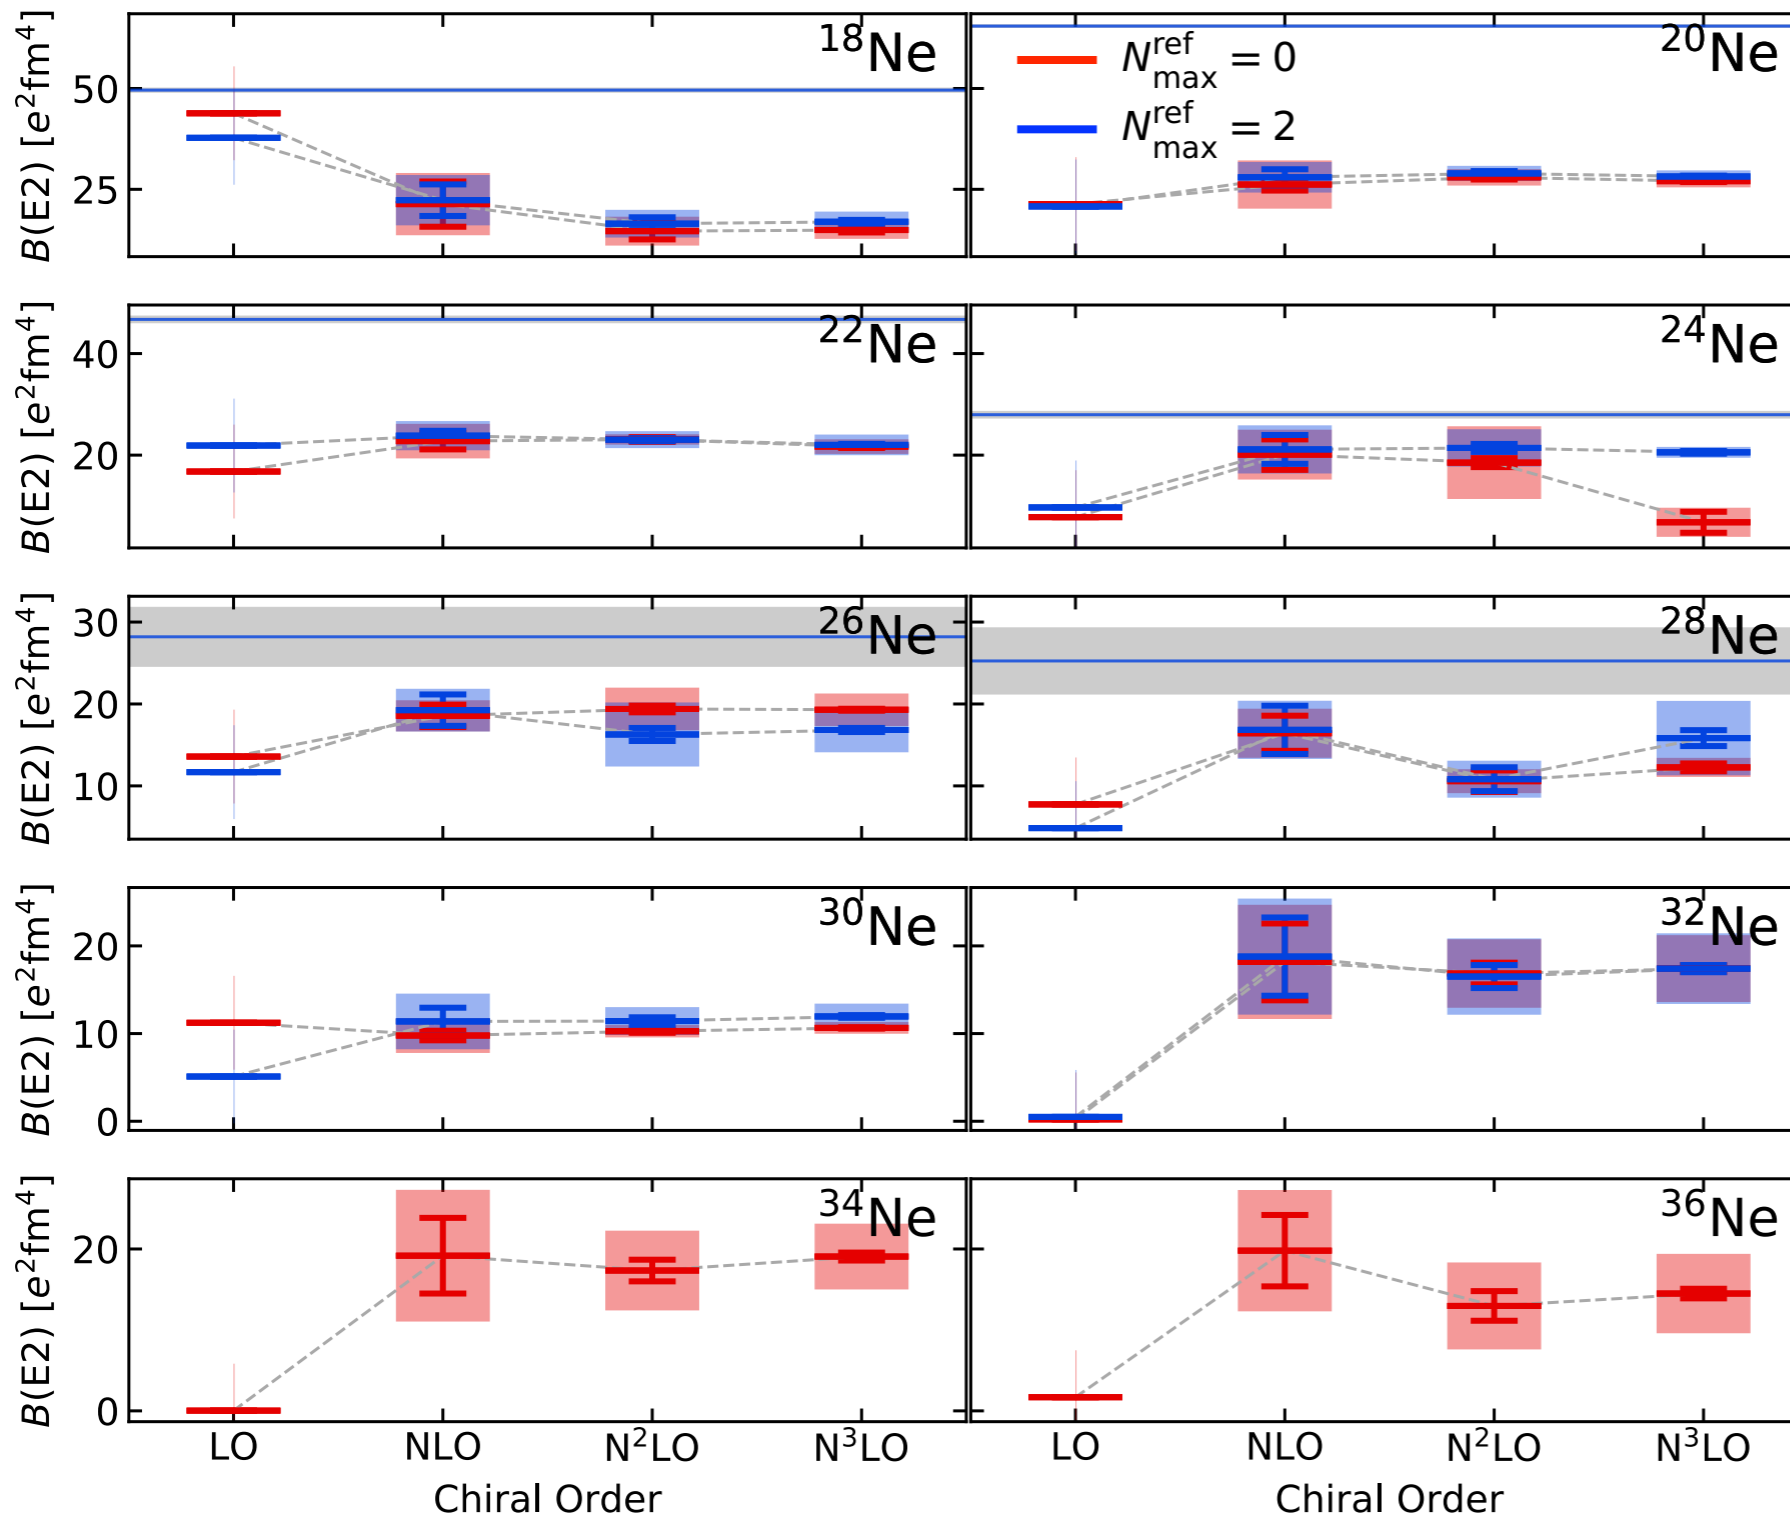 B(E2) [e²fm⁴]
50
25
¹⁸Ne
²⁰Ne
N_max^ref = 0
N_max^ref = 2
B(E2) [e²fm⁴]
40
20
²²Ne
²⁴Ne
B(E2) [e²fm⁴]
30
20
10
²⁶Ne
²⁸Ne
B(E2) [e²fm⁴]
20
10
0
³⁰Ne
³²Ne
B(E2) [e²fm⁴]
20
0
³⁴Ne
³⁶Ne
LO NLO N²LO N³LO LO NLO N²LO N³LO
Chiral Order Chiral Order